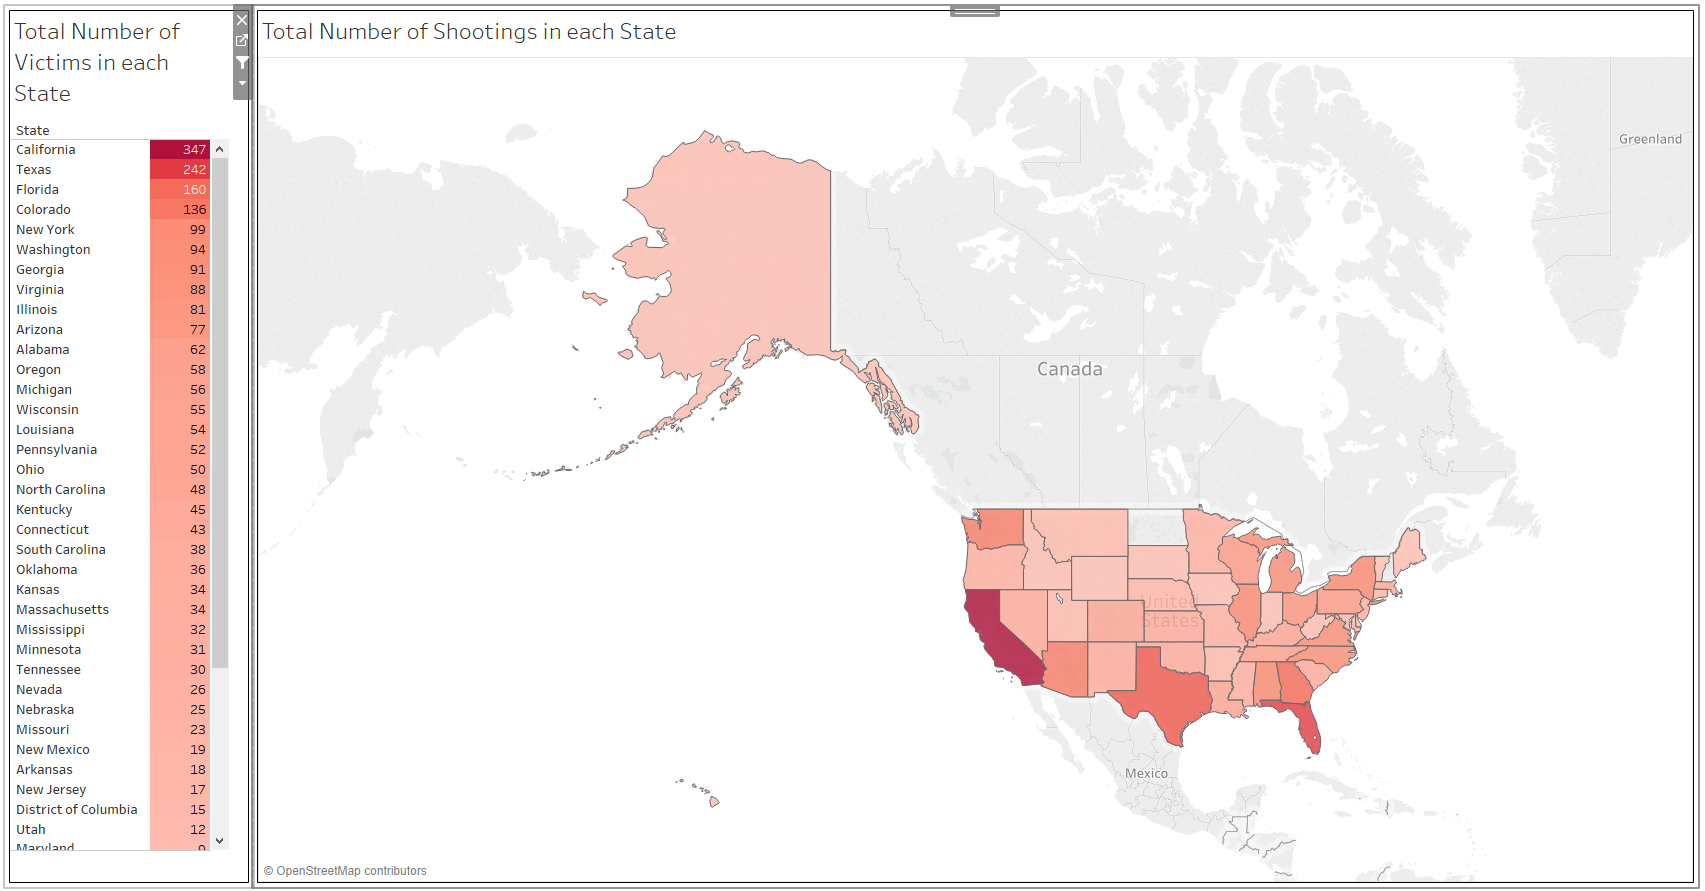 Total Number of
Victims in each
State
State
California 347
Texas 242
Florida 160
Colorado 136
New York 99
Washington 94
Georgia 91
Virginia 88
Illinois 81
Arizona 77
Alabama 62
Oregon 58
Michigan 56
Wisconsin 55
Louisiana 54
Pennsylvania 52
Ohio 50
North Carolina 48
Kentucky 45
Connecticut 43
South Carolina 38
Oklahoma 36
Kansas 34
Massachusetts 34
Mississippi 32
Minnesota 31
Tennessee 30
Nevada 26
Nebraska 25
Missouri 23
New Mexico 19
Arkansas 18
New Jersey 17
District of Columbia 15
Utah 12
Maryland
Total Number of Shootings in each State
Greenland
Canada
United
States
Mexico
© OpenStreetMap contributors